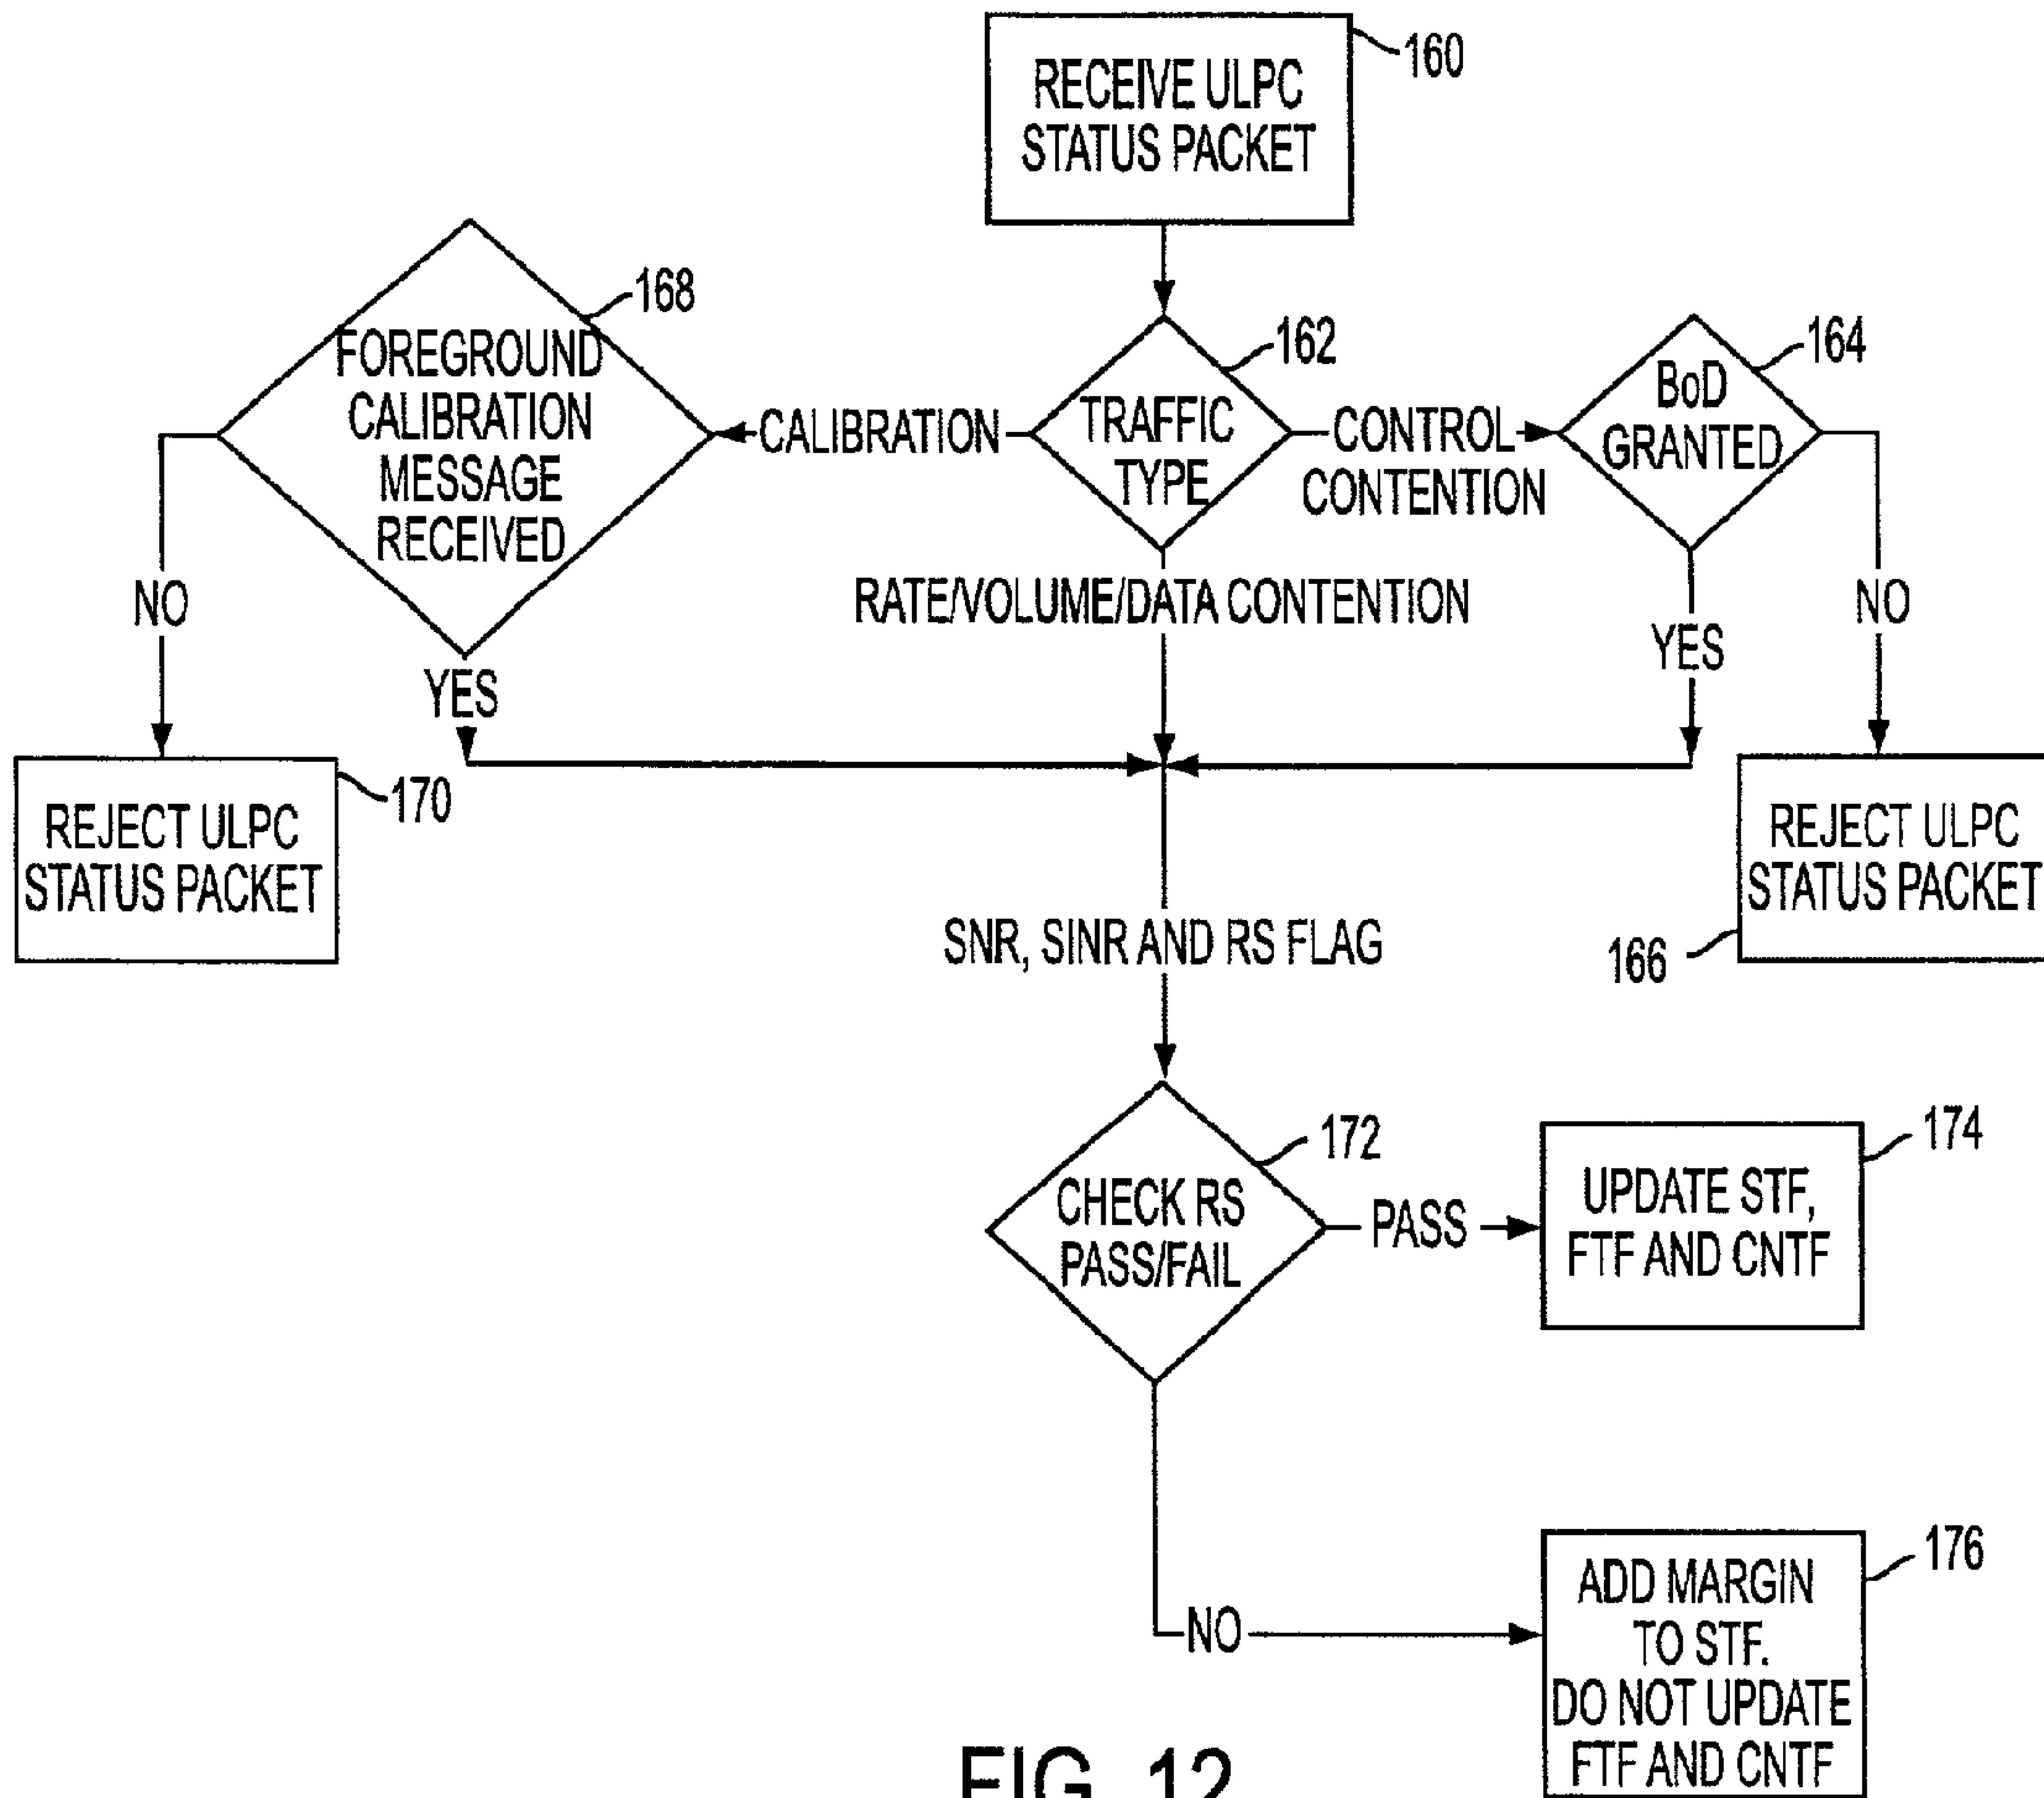 RECEIVE ULPC
STATUS PACKET
160
FOREGROUND
CALIBRATION
MESSAGE
RECEIVED
168
CALIBRATION
TRAFFIC
TYPE
162
CONTROL
CONTENTION
BoD
GRANTED
164
NO
YES
RATE/VOLUME/DATA CONTENTION
YES
NO
REJECT ULPC
STATUS PACKET
170
REJECT ULPC
STATUS PACKET
166
SNR, SINR AND RS FLAG
CHECK RS
PASS/FAIL
172
PASS
UPDATE STF,
FTF AND CNTF
174
NO
ADD MARGIN
TO STF.
DO NOT UPDATE
FTF AND CNTF
176
FIG. 12